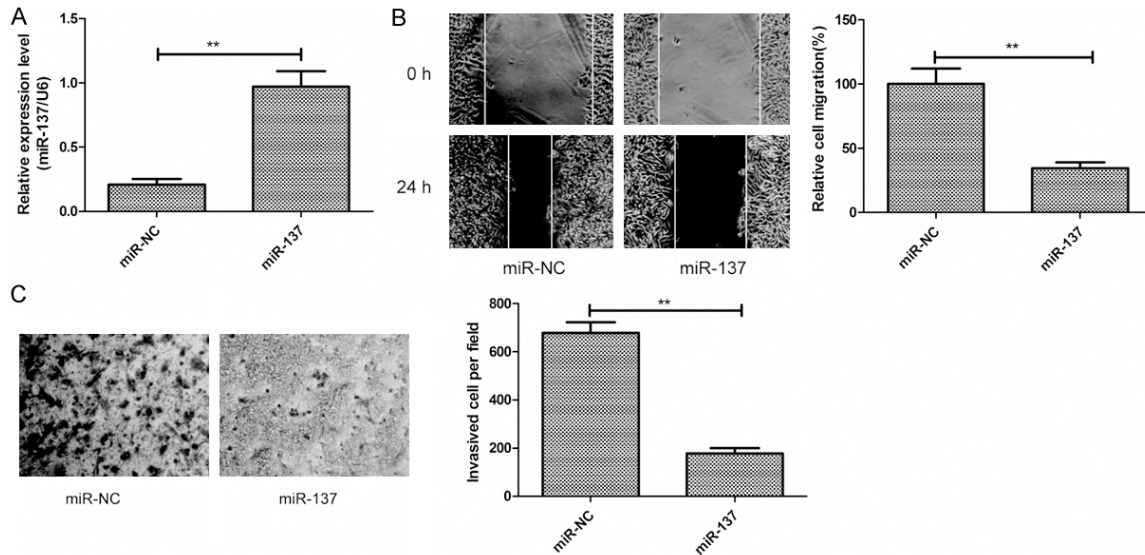 A
Relative expression level
(miR-137/U6)
1.5
1.0
0.5
0.0
**
miR-NC
miR-137
B
0 h
24 h
miR-NC
miR-137
Relative cell migration(%)
150
100
50
0
**
miR-NC
miR-137
C
miR-NC
miR-137
Invasived cell per field
800
600
400
200
0
**
miR-NC
miR-137